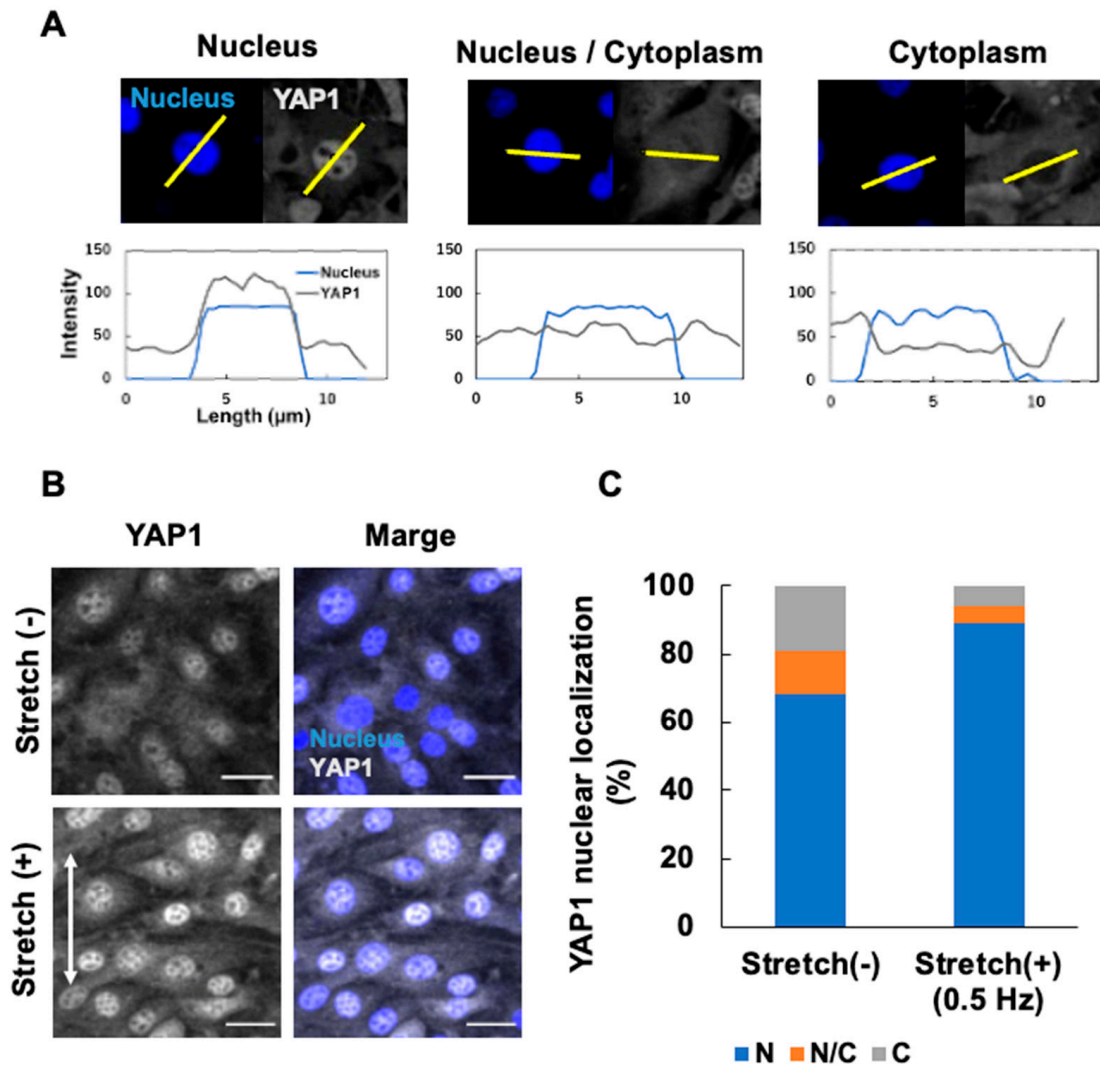 A
Nucleus
Nucleus / Cytoplasm
Cytoplasm
Nucleus
YAP1
150
100
50
0
Intensity
Nucleus
YAP1
0
5
10
Length (μm)
150
100
50
0
0
5
10
150
100
50
0
0
5
10
B
YAP1
Marge
Stretch (-)
Nucleus
YAP1
Stretch (+)
C
YAP1 nuclear localization
(%)
100
80
60
40
20
0
Stretch(-)
Stretch(+)
(0.5 Hz)
N
N/C
C